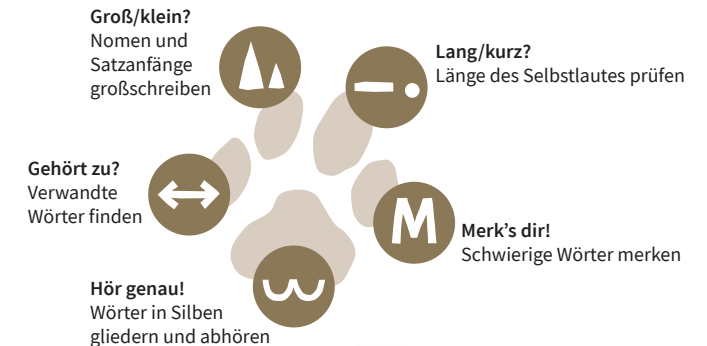 Groß/klein?
Nomen und
Satzanfänge
großschreiben
Lang/kurz?
Länge des Selbstlautes prüfen
Gehört zu?
Verwandte
Wörter finden
M
Merk’s dir!
Schwierige Wörter merken
Hör genau!
Wörter in Silben
gliedern und abhören